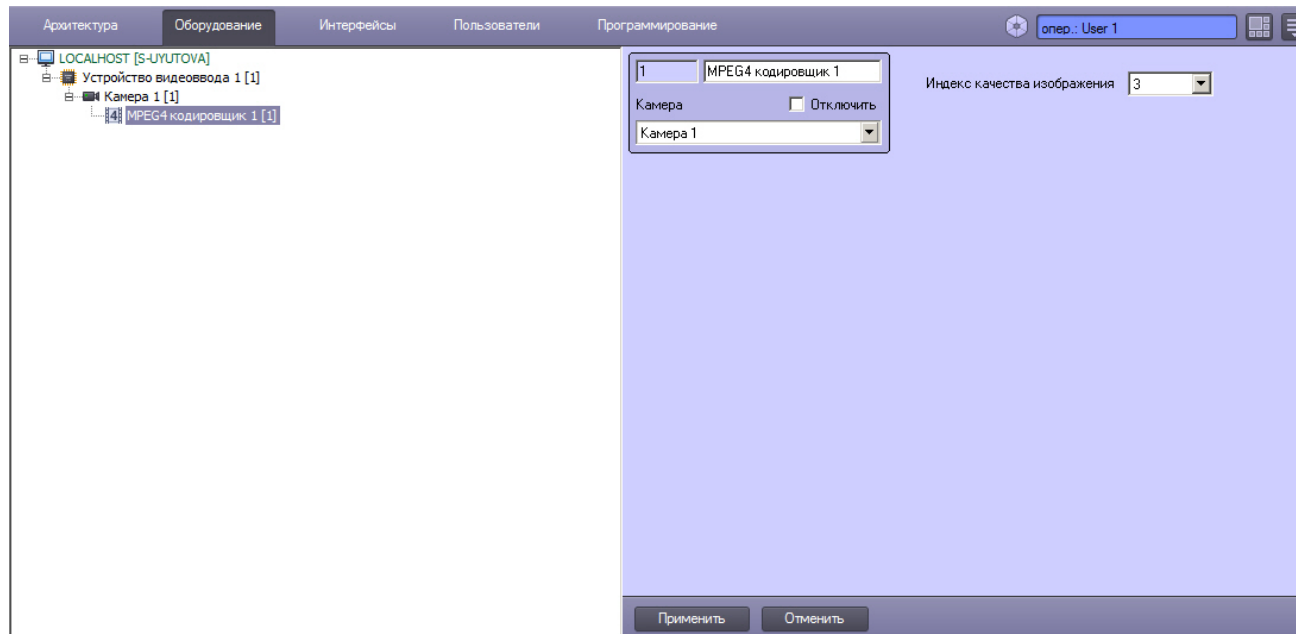 Архитектура Оборудование Интерфейсы Пользователи Программирование опер.: User 1
LOCALHOST [S-UYUTOVA]
Устройство видеоввода 1 [1]
Камера 1 [1]
4 MPEG4 кодировщик 1 [1]
1 MPEG4 кодировщик 1
Камера Отключить
Камера 1
Индекс качества изображения 3
Применить Отменить